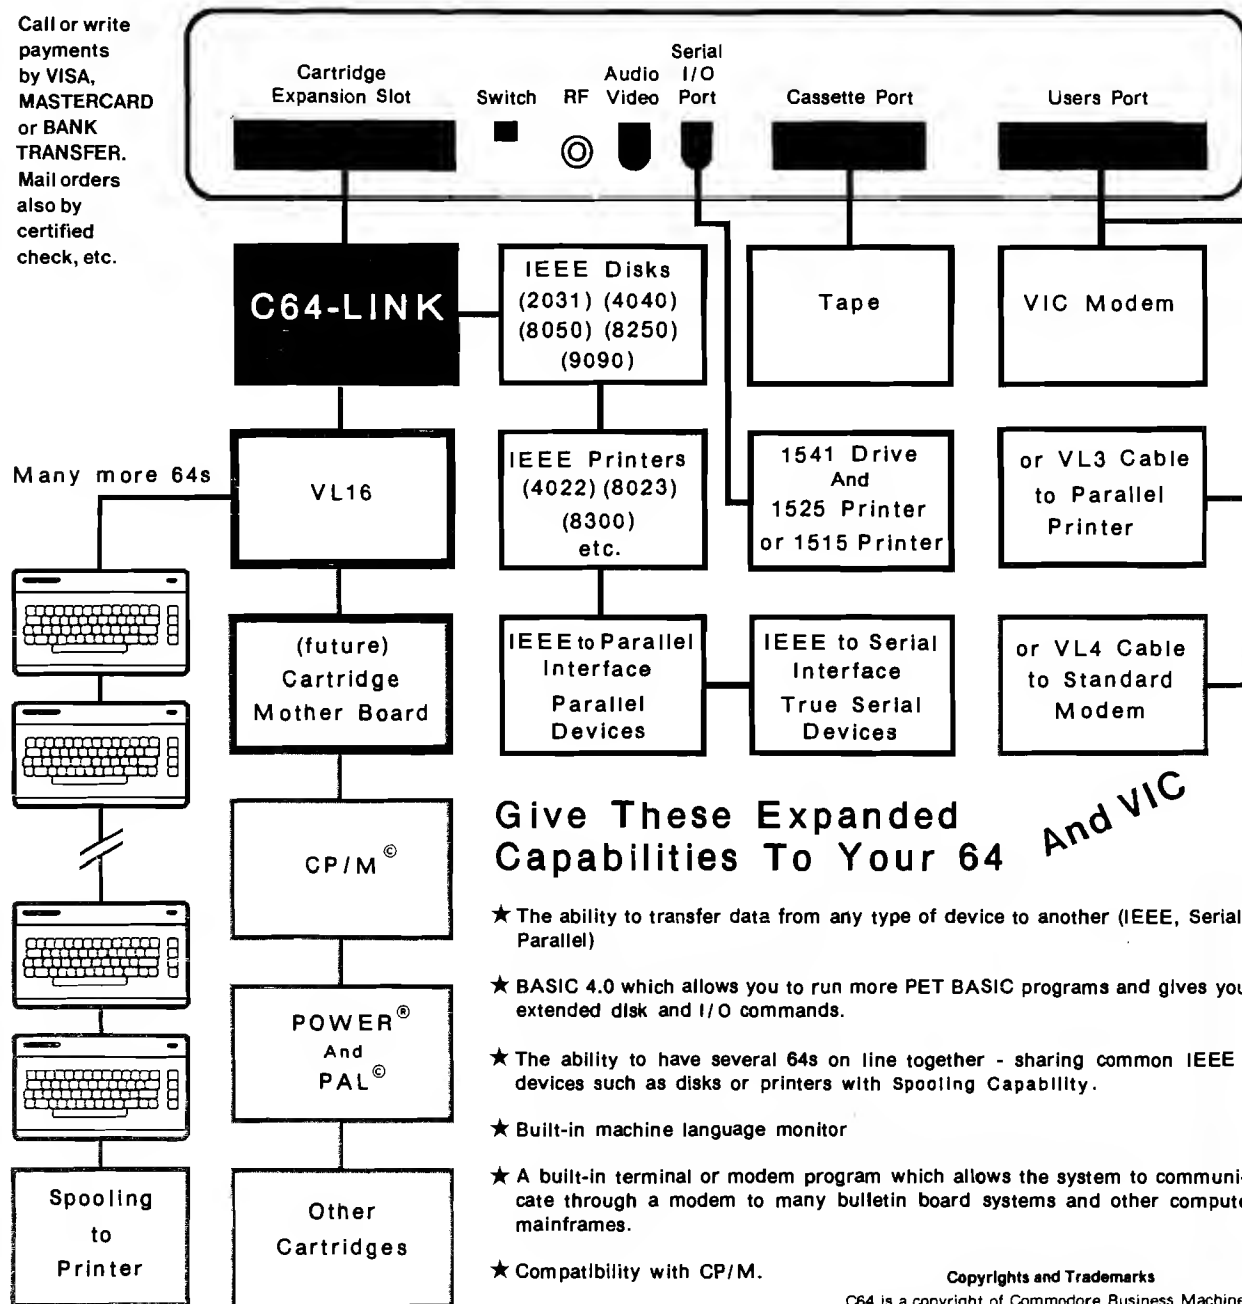 Call or write
payments
by VISA,
MASTERCARD
or BANK
TRANSFER.
Mail orders
also by
certified
check, etc.
Cartridge
Expansion Slot
Switch
RF
Audio
Video
Serial
I/O
Port
Cassette Port
Users Port
C64-LINK
IEEE Disks
(2031) (4040)
(8050) (8250)
(9090)
Tape
VIC Modem
Many more 64s
VL16
IEEE Printers
(4022) (8023)
(8300)
etc.
1541 Drive
And
1525 Printer
or 1515 Printer
or VL3 Cable
to Parallel
Printer
(future)
Cartridge
Mother Board
IEEE to Parallel
Interface
Parallel
Devices
IEEE to Serial
Interface
True Serial
Devices
or VL4 Cable
to Standard
Modem
CP/M©
POWER®
And
PAL©
Other
Cartridges
Spooling
to
Printer
Give These Expanded
Capabilities To Your 64
And VIC
★ The ability to transfer data from any type of device to another (IEEE, Serial
Parallel)
★ BASIC 4.0 which allows you to run more PET BASIC programs and gives you
extended disk and I/O commands.
★ The ability to have several 64s on line together - sharing common IEEE
devices such as disks or printers with Spooling Capability.
★ Built-in machine language monitor
★ A built-in terminal or modem program which allows the system to communi-
cate through a modem to many bulletin board systems and other compute
mainframes.
★ Compatibility with CP/M.
Copyrights and Trademarks
C64 is a copyright of Commodore Business Machine